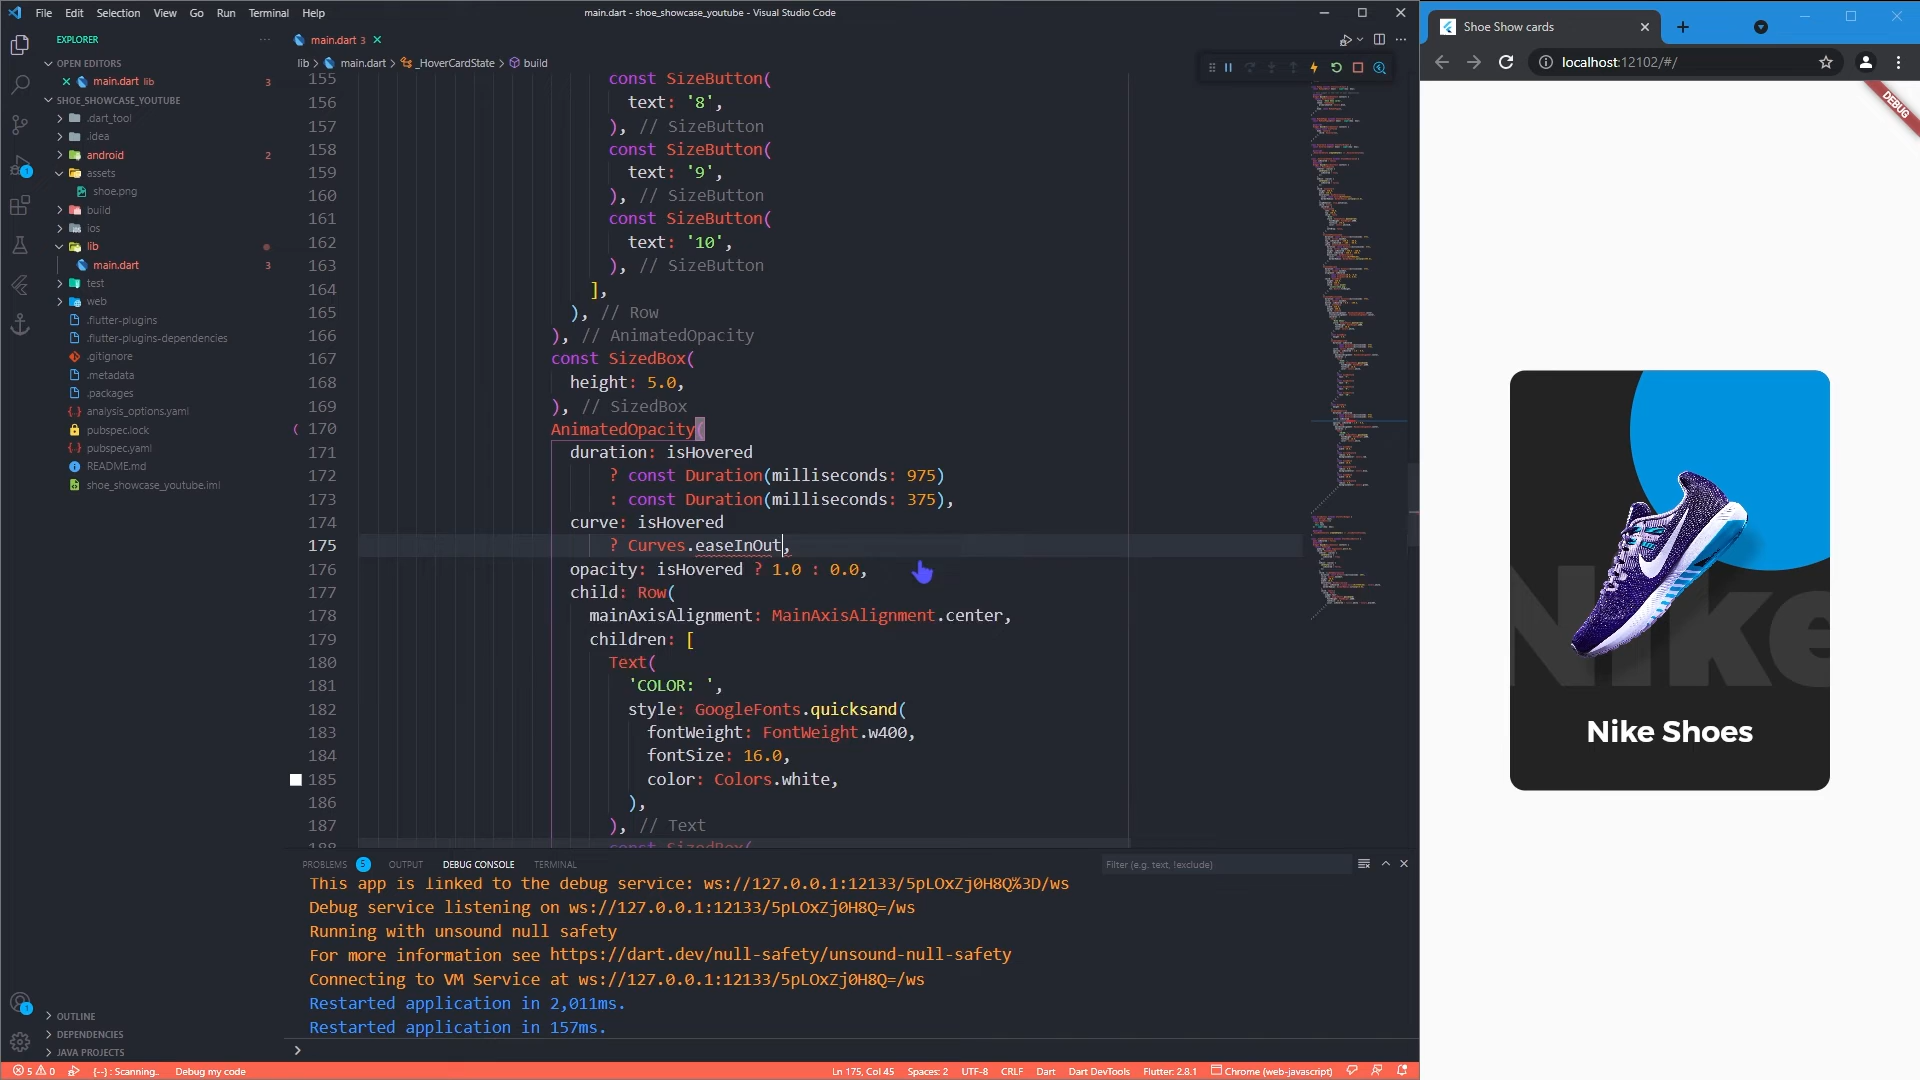 File Edit Selection View Go Run Terminal Help
main.dart - shoe_showcase_youtube - Visual Studio Code
EXPLORER
OPEN EDITORS
main.dart lib 3
SHOE_SHOWCASE_YOUTUBE
.dart_tool
.idea
android 2
assets
shoe.png
build
ios
lib
main.dart 3
test
web
.flutter-plugins
.flutter-plugins-dependencies
.gitignore
.metadata
.packages
analysis_options.yaml
pubspec.lock
pubspec.yaml
README.md
shoe_showcase_youtube.iml
OUTLINE
DEPENDENCIES
JAVA PROJECTS
main.dart 3
lib > main.dart > _HoverCardState > build
155 const SizeButton(
156 text: '8',
157 ), // SizeButton
158 const SizeButton(
159 text: '9',
160 ), // SizeButton
161 const SizeButton(
162 text: '10',
163 ), // SizeButton
164 ],
165 ), // Row
166 ), // AnimatedOpacity
167 const SizedBox(
168 height: 5.0,
169 ), // SizedBox
170 AnimatedOpacity(
171 duration: isHovered
172 ? const Duration(milliseconds: 975)
173 : const Duration(milliseconds: 375),
174 curve: isHovered
175 ? Curves.easeInOut,
176 opacity: isHovered ? 1.0 : 0.0,
177 child: Row(
178 mainAxisAlignment: MainAxisAlignment.center,
179 children: [
180 Text(
181 'COLOR: ',
182 style: GoogleFonts.quicksand(
183 fontWeight: FontWeight.w400,
184 fontSize: 16.0,
185 color: Colors.white,
186 ),
187 ), // Text
188 const SizedBox(
PROBLEMS 5 OUTPUT DEBUG CONSOLE TERMINAL
Filter (e.g. text, !exclude)
This app is linked to the debug service: ws://127.0.0.1:12133/5pLOxZj0H8Q%3D/ws
Debug service listening on ws://127.0.0.1:12133/5pLOxZj0H8Q=/ws
Running with unsound null safety
For more information see https://dart.dev/null-safety/unsound-null-safety
Connecting to VM Service at ws://127.0.0.1:12133/5pLOxZj0H8Q=/ws
Restarted application in 2,011ms.
Restarted application in 157ms.
5 0 {--} : Scanning.. Debug my code
Ln 175, Col 45 Spaces: 2 UTF-8 CRLF Dart Dart DevTools Flutter: 2.8.1 Chrome (web-javascript)
Shoe Show cards
localhost:12102/#/
DEBUG
Nike
Nike Shoes